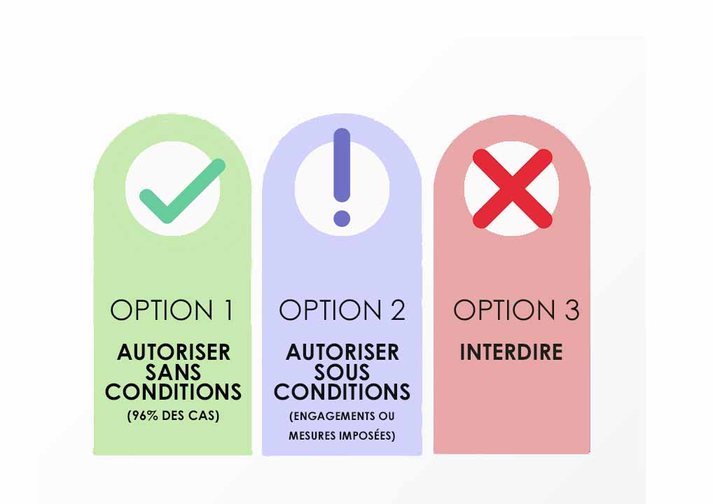 OPTION 1
AUTORISER
SANS
CONDITIONS
(96% DES CAS)
OPTION 2
AUTORISER
SOUS
CONDITIONS
(ENGAGEMENTS OU
MESURES IMPOSÉES)
OPTION 3
INTERDIRE